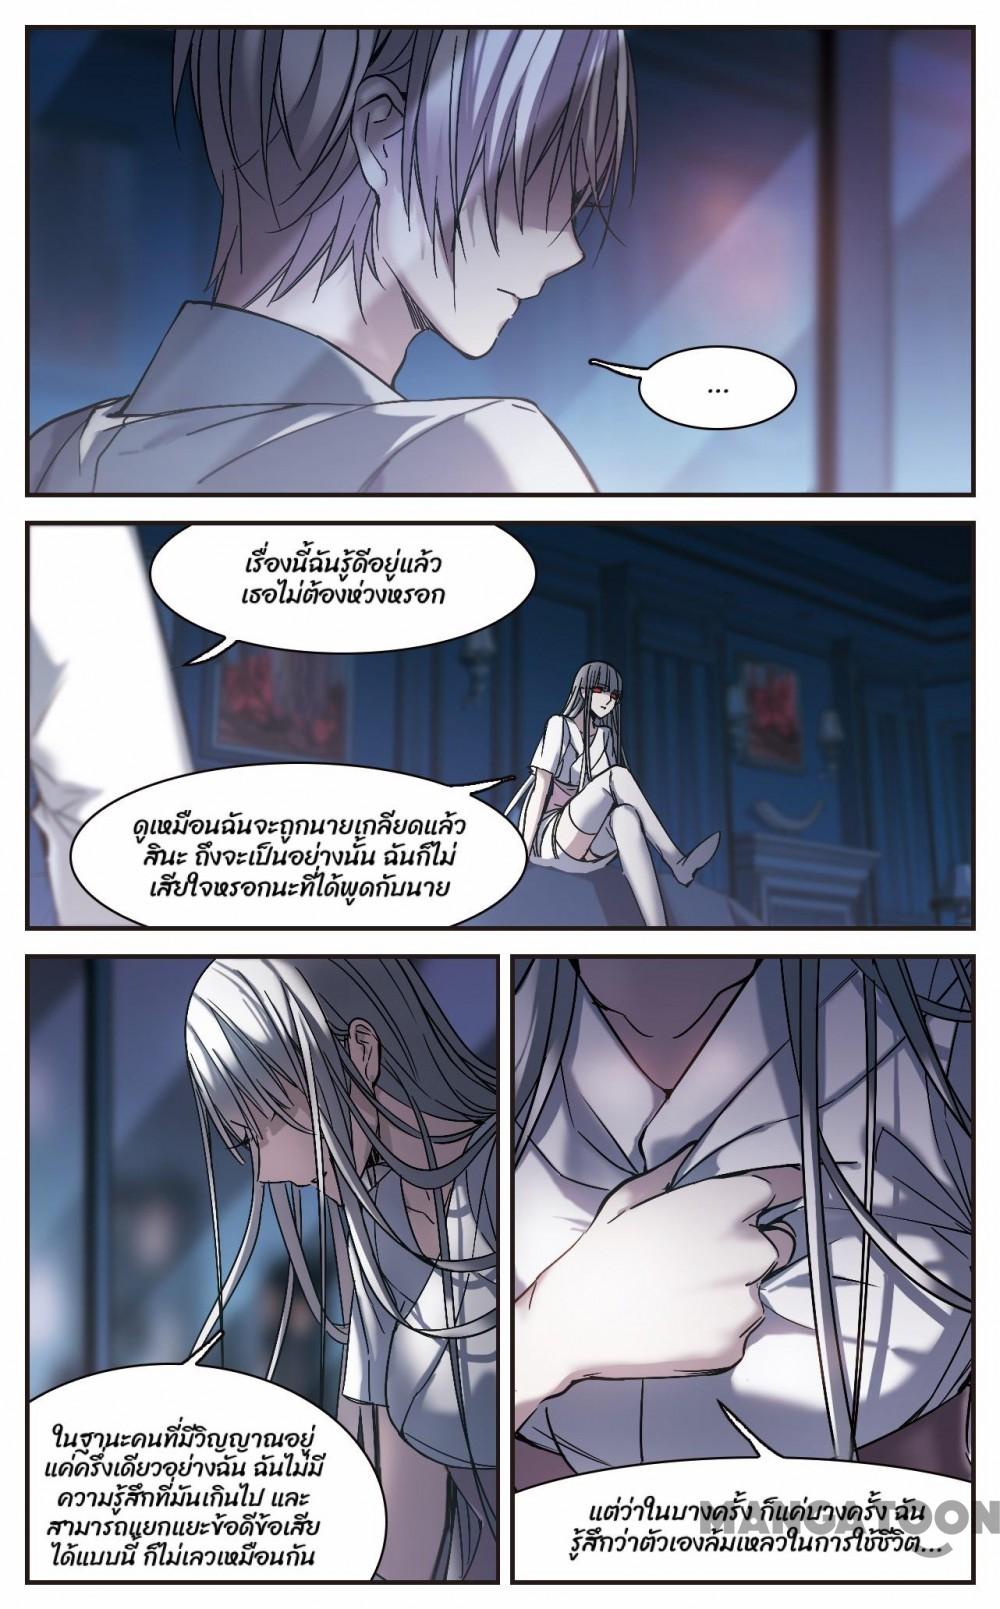 ...
เรื่องนี้ฉันรู้ดีอยู่แล้ว
เธอไม่ต้องห่วงหรอก
ดูเหมือนฉันจะถูกนายเกลียดแล้ว
สินะ ถึงจะเป็นอย่างนั้น ฉันก็ไม่
เสียใจหรอกนะที่ได้พูดกับนาย
ในฐานะคนที่มีวิญญาณอยู่
แค่ครึ่งเดียวอย่างฉัน ฉันไม่มี
ความรู้สึกที่มันเกินไป และ
สามารถแยกแยะข้อดีข้อเสีย
ได้แบบนี้ ก็ไม่เลวเหมือนกัน
แต่ว่าในบางครั้ง ก็แค่บางครั้ง ฉัน
รู้สึกว่าตัวเองล้มเหลวในการใช้ชีวิต...
MANGATOON